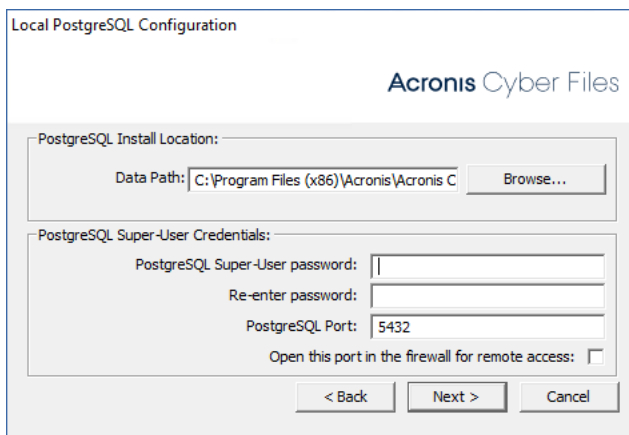 Local PostgreSQL Configuration
Acronis Cyber Files
PostgreSQL Install Location:
Data Path: C:\Program Files (x86)\Acronis\Acronis C Browse...
PostgreSQL Super-User Credentials:
PostgreSQL Super-User password:
Re-enter password:
PostgreSQL Port: 5432
Open this port in the firewall for remote access:
< Back Next > Cancel